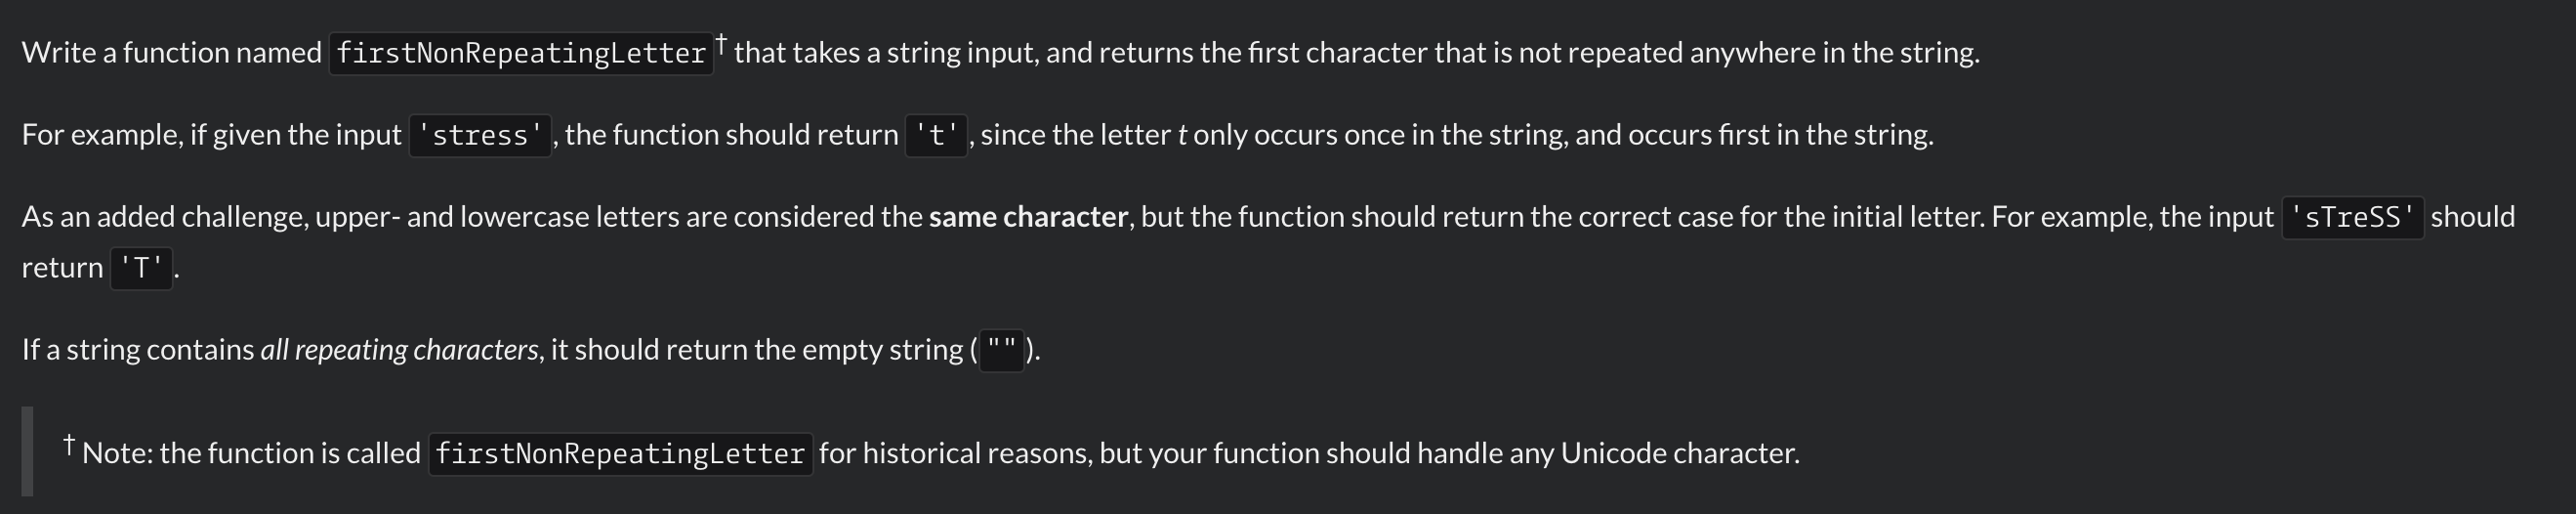 Write a function named firstNonRepeatingLetter† that takes a string input, and returns the first character that is not repeated anywhere in the string.
For example, if given the input 'stress', the function should return 't', since the letter t only occurs once in the string, and occurs first in the string.
As an added challenge, upper- and lowercase letters are considered the same character, but the function should return the correct case for the initial letter. For example, the input 'sTreSS' should
return 'T'.
If a string contains all repeating characters, it should return the empty string ("").
† Note: the function is called firstNonRepeatingLetter for historical reasons, but your function should handle any Unicode character.